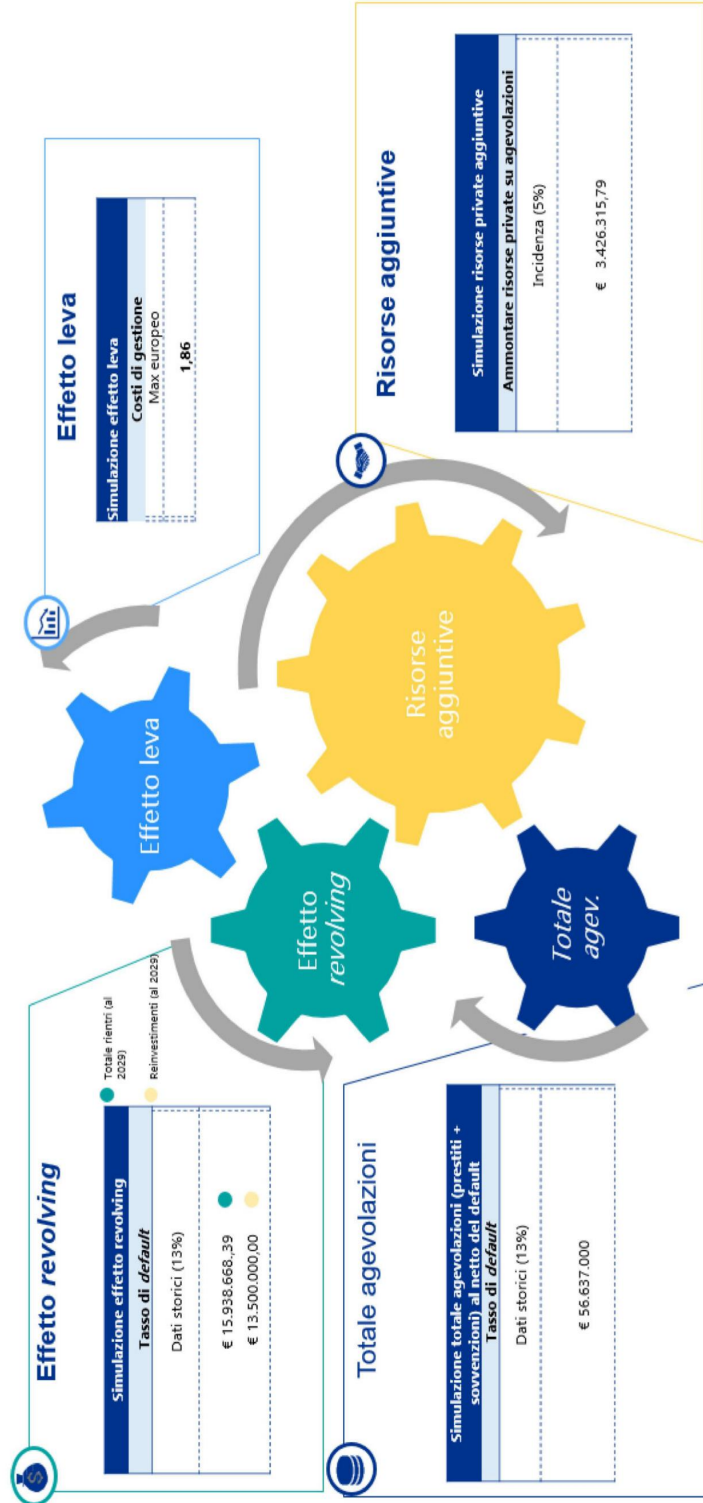 Effetto revolving
Simulazione effetto revolving
Tasso di default
Dati storici (13%)
€ 15.938.668.,39
€ 13.500.000,00
Totale rientri (al
2029)
Reinvestimenti (al 2029)
Effetto leva
Simulazione effetto leva
Costi di gestione
Max europeo
1,86
Effetto leva
Effetto
revolving
Risorse
aggiuntive
Totale
agev.
Totale agevolazioni
Simulazione totale agevolazioni (prestiti +
sovvenzioni) al netto del default
Tasso di default
Dati storici (13%)
€ 56.637.000
Risorse aggiuntive
Simulazione risorse private aggiuntive
Ammontare risorse private su agevolazioni
Incidenza (5%)
€ 3.426.315,79